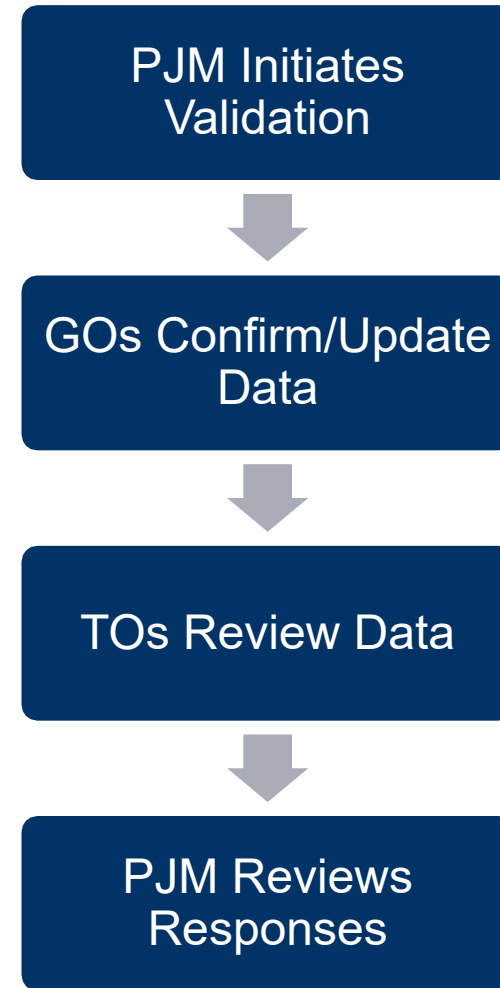 PJM Initiates
Validation
GOs Confirm/Update
Data
TOs Review Data
PJM Reviews
Responses